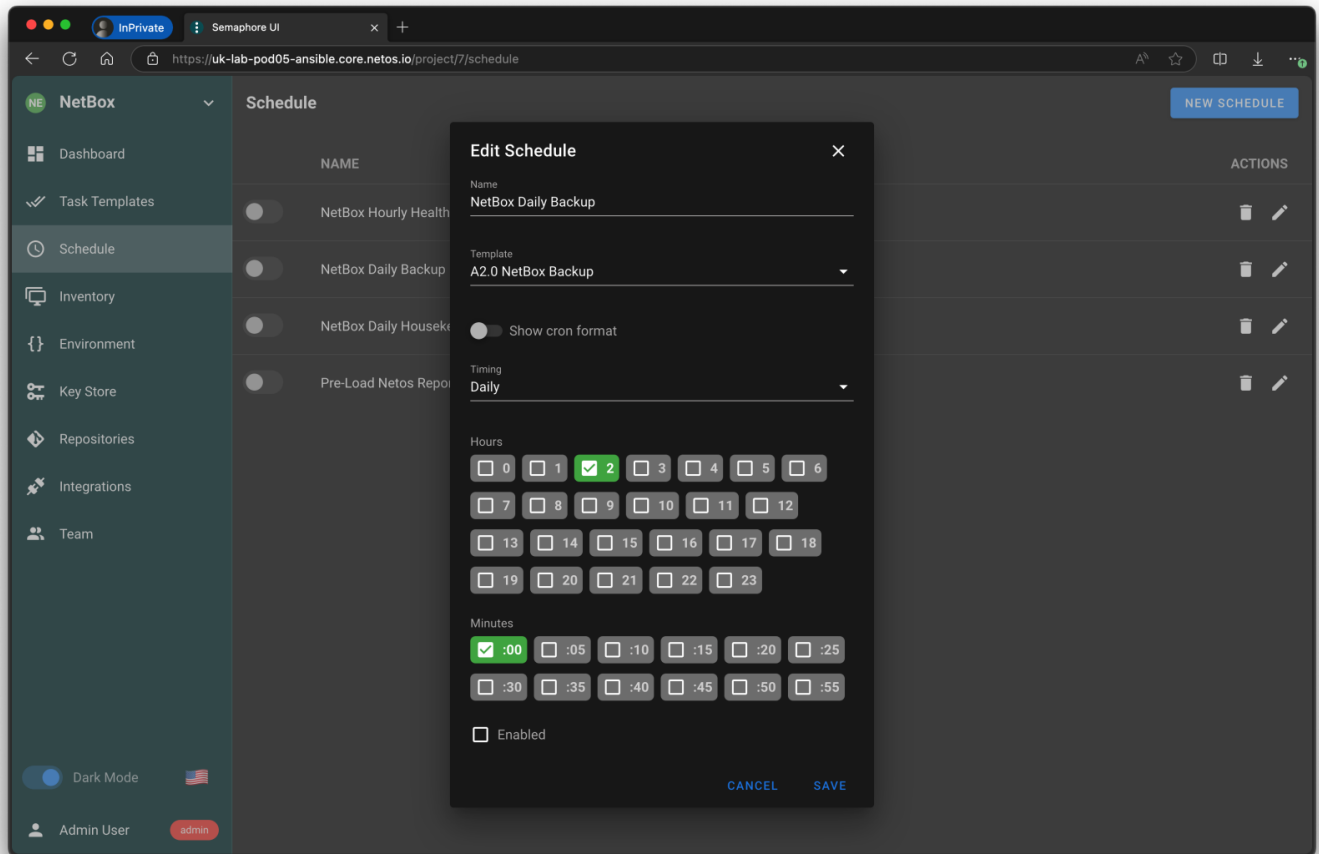 InPrivate
Semaphore UI
https://uk-lab-pod05-ansible.core.netos.io/project/7/schedule
NE NetBox
Schedule
NEW SCHEDULE
Dashboard
Task Templates
Schedule
Inventory
Environment
Key Store
Repositories
Integrations
Team
Dark Mode
Admin User admin
NAME ACTIONS
NetBox Hourly Health
NetBox Daily Backup
NetBox Daily Houseke
Pre-Load Netos Repo
Edit Schedule
Name
NetBox Daily Backup
Template
A2.0 NetBox Backup
Show cron format
Timing
Daily
Hours
0 1 2 3 4 5 6
7 8 9 10 11 12
13 14 15 16 17 18
19 20 21 22 23
Minutes
:00 :05 :10 :15 :20 :25
:30 :35 :40 :45 :50 :55
Enabled
CANCEL SAVE